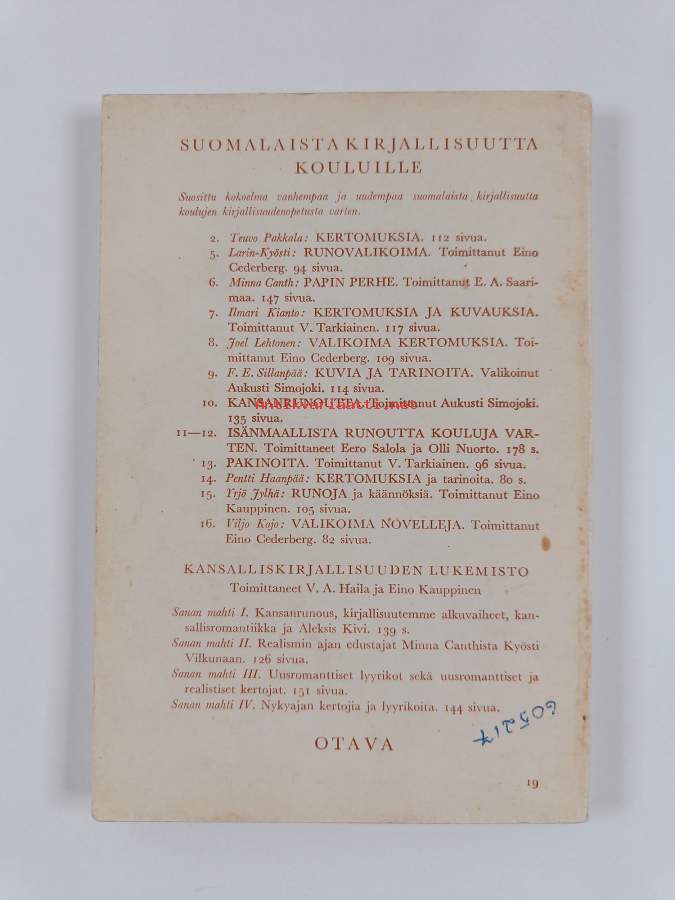 SUOMALAISTA KIRJALLISUUTTA
KOULUILLE
Suosittu kokoelma vanhempaa ja uudempaa suomalaista kirjallisuutta
koulujen kirjallisuudenopetusta varten.
2. Teuvo Pakkala: KERTOMUKSIA. 112 sivua.
5. Larin-Kyösti: RUNOVALIKOIMA. Toimittanut Eino
Cederberg. 94 sivua.
6. Minna Canth: PAPIN PERHE. Toimittanut E. A. Saari-
maa. 147 sivua.
7. Ilmari Kianto: KERTOMUKSIA JA KUVAUKSIA.
Toimittanut V. Tarkiainen. 117 sivua.
8. Joel Lehtonen: VALIKOIMA KERTOMUKSIA. Toi-
mittanut Eino Cederberg. 109 sivua.
9. F. E. Sillanpää: KUVIA JA TARINOITA. Valikoinut
Aukusti Simojoki. 114 sivua.
10. KANSANRUNOUTTA. Toimittanut Aukusti Simojoki.
Antikvariaatti.net
135 sivua.
11—12. ISÄNMAALLISTA RUNOUTTA KOULUJA VAR-
TEN. Toimittaneet Eero Salola ja Olli Nuorto. 178 s.
13. PAKINOITA. Toimittanut V. Tarkiainen. 96 sivua.
14. Pentti Haanpää: KERTOMUKSIA ja tarinoita. 80 s.
15. Yrjö Jylhä: RUNOJA ja käännöksiä. Toimittanut Eino
Kauppinen. 105 sivua.
16. Viljo Kojo: VALIKOIMA NOVELLEJA. Toimittanut
Eino Cederberg. 82 sivua.
KANSALLISKIRJALLISUUDEN LUKEMISTO
Toimittaneet V. A. Haila ja Eino Kauppinen
Sanan mahti I. Kansanrunous, kirjallisuutemme alkuvaiheet, kan-
sallisromantiikka ja Aleksis Kivi. 139 s.
Sanan mahti II. Realismin ajan edustajat Minna Canthista Kyösti
Vilkunaan. 126 sivua.
Sanan mahti III. Uusromanttiset lyyrikot sekä uusromanttiset ja
realistiset kertojat. 151 sivua.
Sanan mahti IV. Nykyajan kertojia ja lyyrikoita. 144 sivua.
605217
OTAVA
19